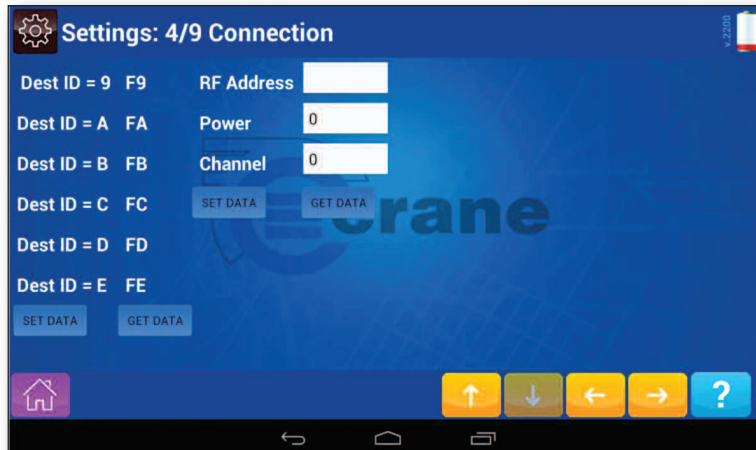 Settings: 4/9 Connection
v.2200
Dest ID = 9 F9
RF Address
Dest ID = A FA
Power 0
Dest ID = B FB
Channel 0
Dest ID = C FC
SET DATA GET DATA
Dest ID = D FD
Dest ID = E FE
SET DATA GET DATA
crane
?